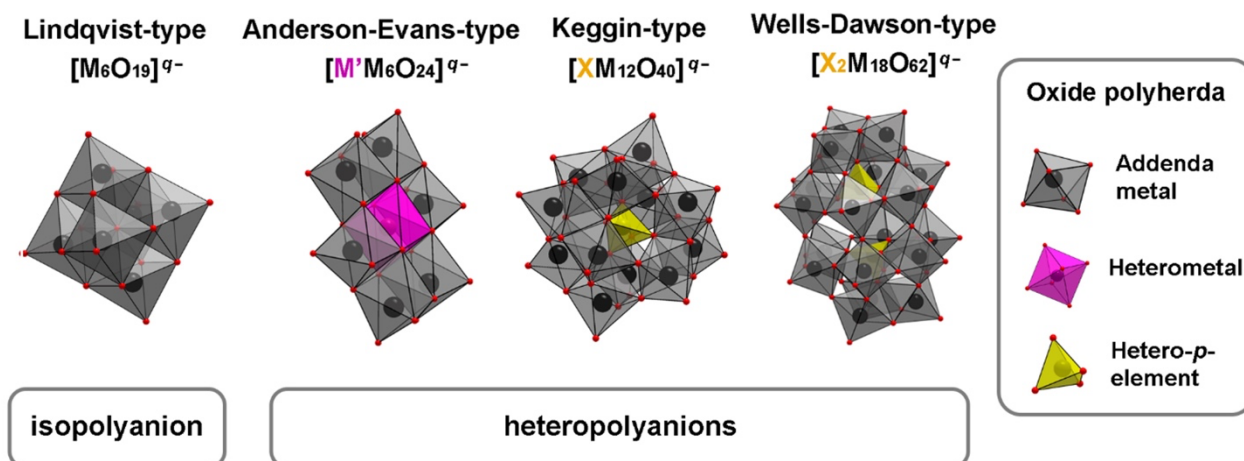 Lindqvist-type
[M₆O₁₉]^q−
Anderson-Evans-type
[M'M₆O₂₄]^q−
Keggin-type
[XM₁₂O₄₀]^q−
Wells-Dawson-type
[X₂M₁₈O₆₂]^q−
Oxide polyherda
Addenda
metal
Heterometal
Hetero-p-
element
isopolyanion
heteropolyanions